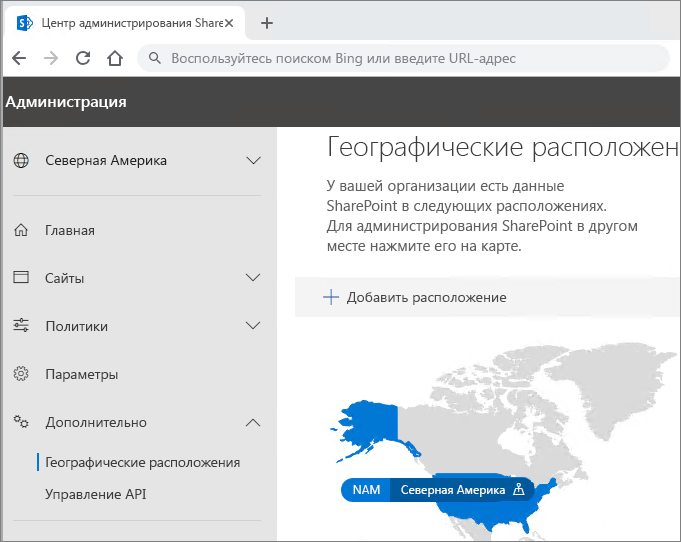 Центр администрирования Share
Воспользуйтесь поиском Bing или введите URL-адрес
Администрация
Северная Америка
Главная
Сайты
Политики
Параметры
Дополнительно
Географические расположения
Управление API
Географические расположен
У вашей организации есть данные
SharePoint в следующих расположениях.
Для администрирования SharePoint в другом
месте нажмите его на карте.
Добавить расположение
NAM Северная Америка